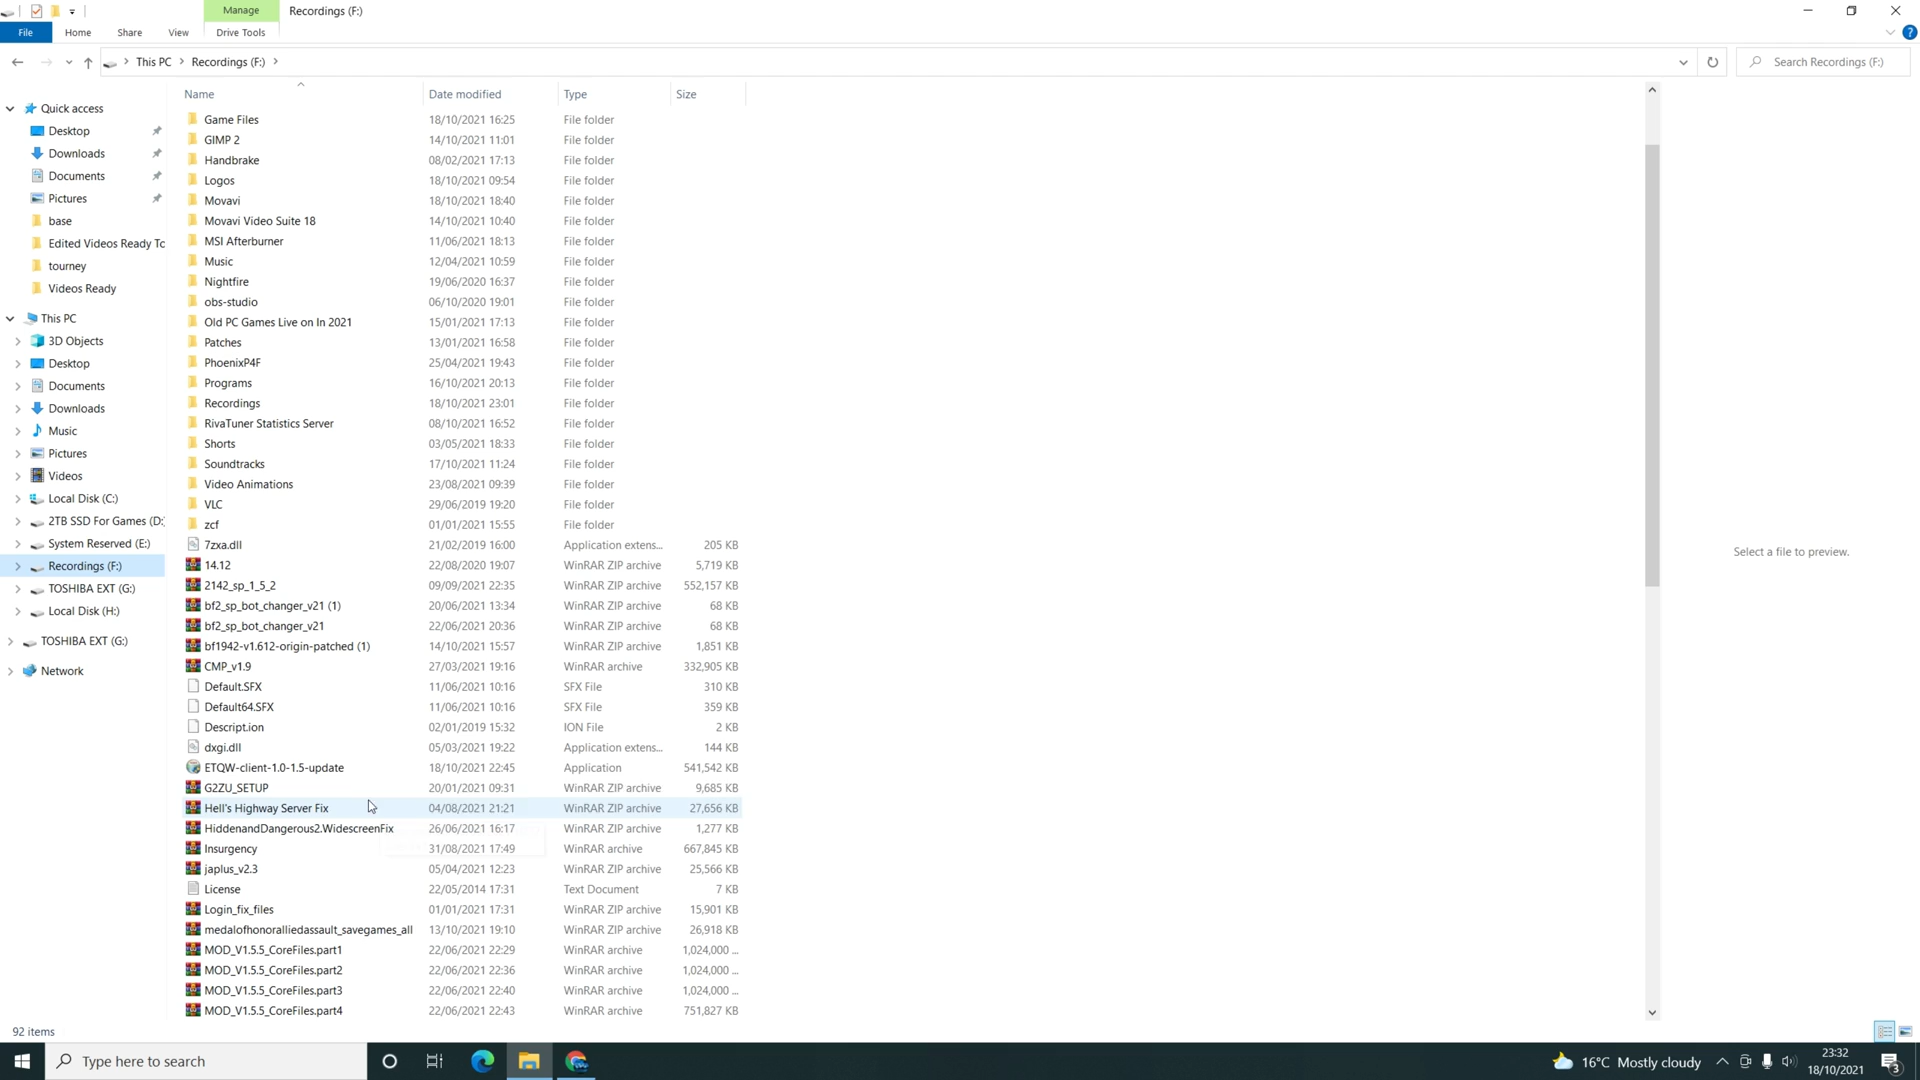 Manage
Recordings (F:)
File
Home
Share
View
Drive Tools
This PC
Recordings (F:)
Search Recordings (F:)
Name
Date modified
Type
Size
Quick access
Desktop
Downloads
Documents
Pictures
base
Edited Videos Ready To
tourney
Videos Ready
This PC
3D Objects
Desktop
Documents
Downloads
Music
Pictures
Videos
Local Disk (C:)
2TB SSD For Games (D:
System Reserved (E:)
Recordings (F:)
TOSHIBA EXT (G:)
Local Disk (H:)
TOSHIBA EXT (G:)
Network
Game Files 18/10/2021 16:25 File folder
GIMP 2 14/10/2021 11:01 File folder
Handbrake 08/02/2021 17:13 File folder
Logos 18/10/2021 09:54 File folder
Movavi 18/10/2021 18:40 File folder
Movavi Video Suite 18 14/10/2021 10:40 File folder
MSI Afterburner 11/06/2021 18:13 File folder
Music 12/04/2021 10:59 File folder
Nightfire 19/06/2020 16:37 File folder
obs-studio 06/10/2020 19:01 File folder
Old PC Games Live on In 2021 15/01/2021 17:13 File folder
Patches 13/01/2021 16:58 File folder
PhoenixP4F 25/04/2021 19:43 File folder
Programs 16/10/2021 20:13 File folder
Recordings 18/10/2021 23:01 File folder
RivaTuner Statistics Server 08/10/2021 16:52 File folder
Shorts 03/05/2021 18:33 File folder
Soundtracks 17/10/2021 11:24 File folder
Video Animations 23/08/2021 09:39 File folder
VLC 29/06/2019 19:20 File folder
zcf 01/01/2021 15:55 File folder
7zxa.dll 21/02/2019 16:00 Application extens... 205 KB
14.12 22/08/2020 19:07 WinRAR ZIP archive 5,719 KB
2142_sp_1_5_2 09/09/2021 22:35 WinRAR ZIP archive 552,157 KB
bf2_sp_bot_changer_v21 (1) 20/06/2021 13:34 WinRAR ZIP archive 68 KB
bf2_sp_bot_changer_v21 22/06/2021 20:36 WinRAR ZIP archive 68 KB
bf1942-v1.612-origin-patched (1) 14/10/2021 15:57 WinRAR ZIP archive 1,851 KB
CMP_v1.9 27/03/2021 19:16 WinRAR archive 332,905 KB
Default.SFX 11/06/2021 10:16 SFX File 310 KB
Default64.SFX 11/06/2021 10:16 SFX File 359 KB
Descript.ion 02/01/2019 15:32 ION File 2 KB
dxgi.dll 05/03/2021 19:22 Application extens... 144 KB
ETQW-client-1.0-1.5-update 18/10/2021 22:45 Application 541,542 KB
G2ZU_SETUP 20/01/2021 09:31 WinRAR ZIP archive 9,685 KB
Hell's Highway Server Fix 04/08/2021 21:21 WinRAR ZIP archive 27,656 KB
HiddenandDangerous2.WidescreenFix 26/06/2021 16:17 WinRAR ZIP archive 1,277 KB
Insurgency 31/08/2021 17:49 WinRAR archive 667,845 KB
japlus_v2.3 05/04/2021 12:23 WinRAR ZIP archive 25,566 KB
License 22/05/2014 17:31 Text Document 7 KB
Login_fix_files 01/01/2021 17:31 WinRAR ZIP archive 15,901 KB
medalofhonoralliedassault_savegames_all 13/10/2021 19:10 WinRAR ZIP archive 26,918 KB
MOD_V1.5.5_CoreFiles.part1 22/06/2021 22:29 WinRAR archive 1,024,000 ...
MOD_V1.5.5_CoreFiles.part2 22/06/2021 22:36 WinRAR archive 1,024,000 ...
MOD_V1.5.5_CoreFiles.part3 22/06/2021 22:40 WinRAR archive 1,024,000 ...
MOD_V1.5.5_CoreFiles.part4 22/06/2021 22:43 WinRAR archive 751,827 KB
Select a file to preview.
92 items
Type here to search
16°C Mostly cloudy
23:32
18/10/2021
3